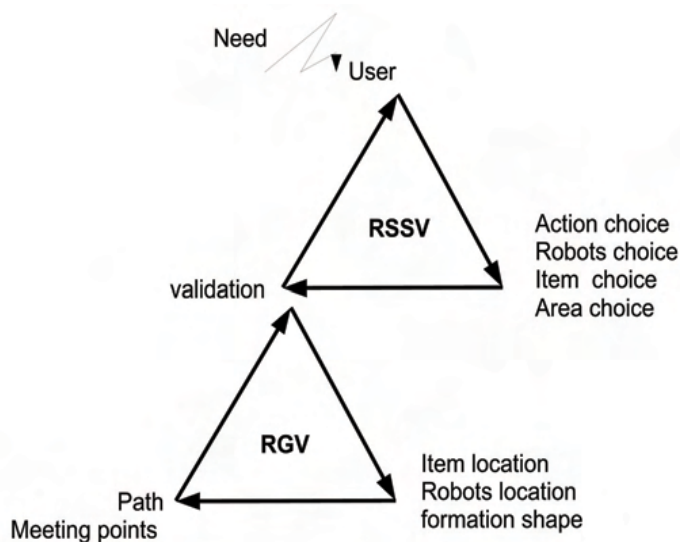 Need
User
RSSV
Action choice
Robots choice
Item choice
Area choice
validation
RGV
Item location
Robots location
formation shape
Path
Meeting points